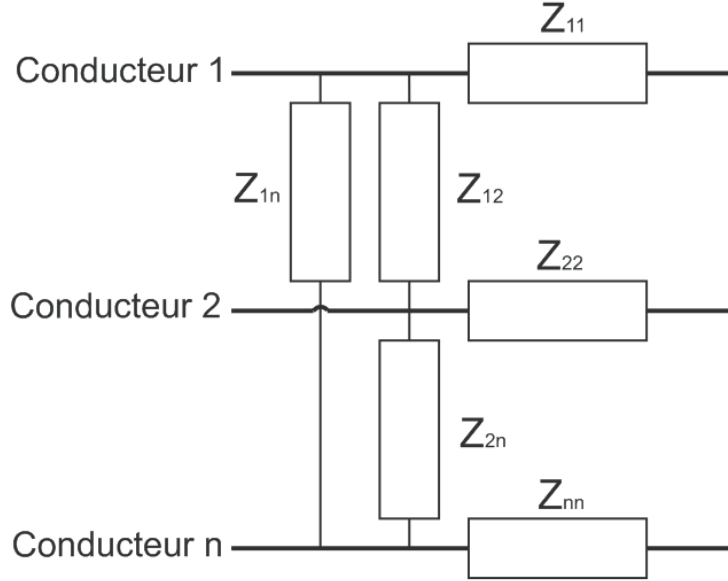 Z11
Conducteur 1
Z1n
Z12
Z22
Conducteur 2
Z2n
Znn
Conducteur n